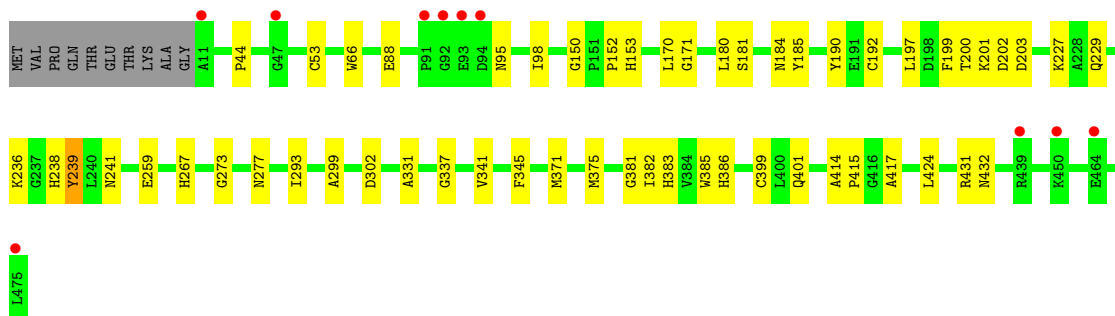 MET VAL PRO GLN THR GLU THR LYS ALA GLY A11 P44 G47 C53 W66 E88 P91 G92 E93 D94 N95 I98 G150 P151 P152 H153 L170 G171 L180 S181 N184 Y185 Y190 E191 C192 L197 D198 F199 T200 K201 D202 D203 K227 A228 Q229
K236 G237 H238 Y239 L240 N241 E259 H267 G273 N277 I293 A299 D302 A331 G337 V341 F345 M371 M375 G381 I382 H383 V384 W385 H386 C399 L400 Q401 A414 P415 G416 A417 L424 R431 N432 R439 K450 E464
L475